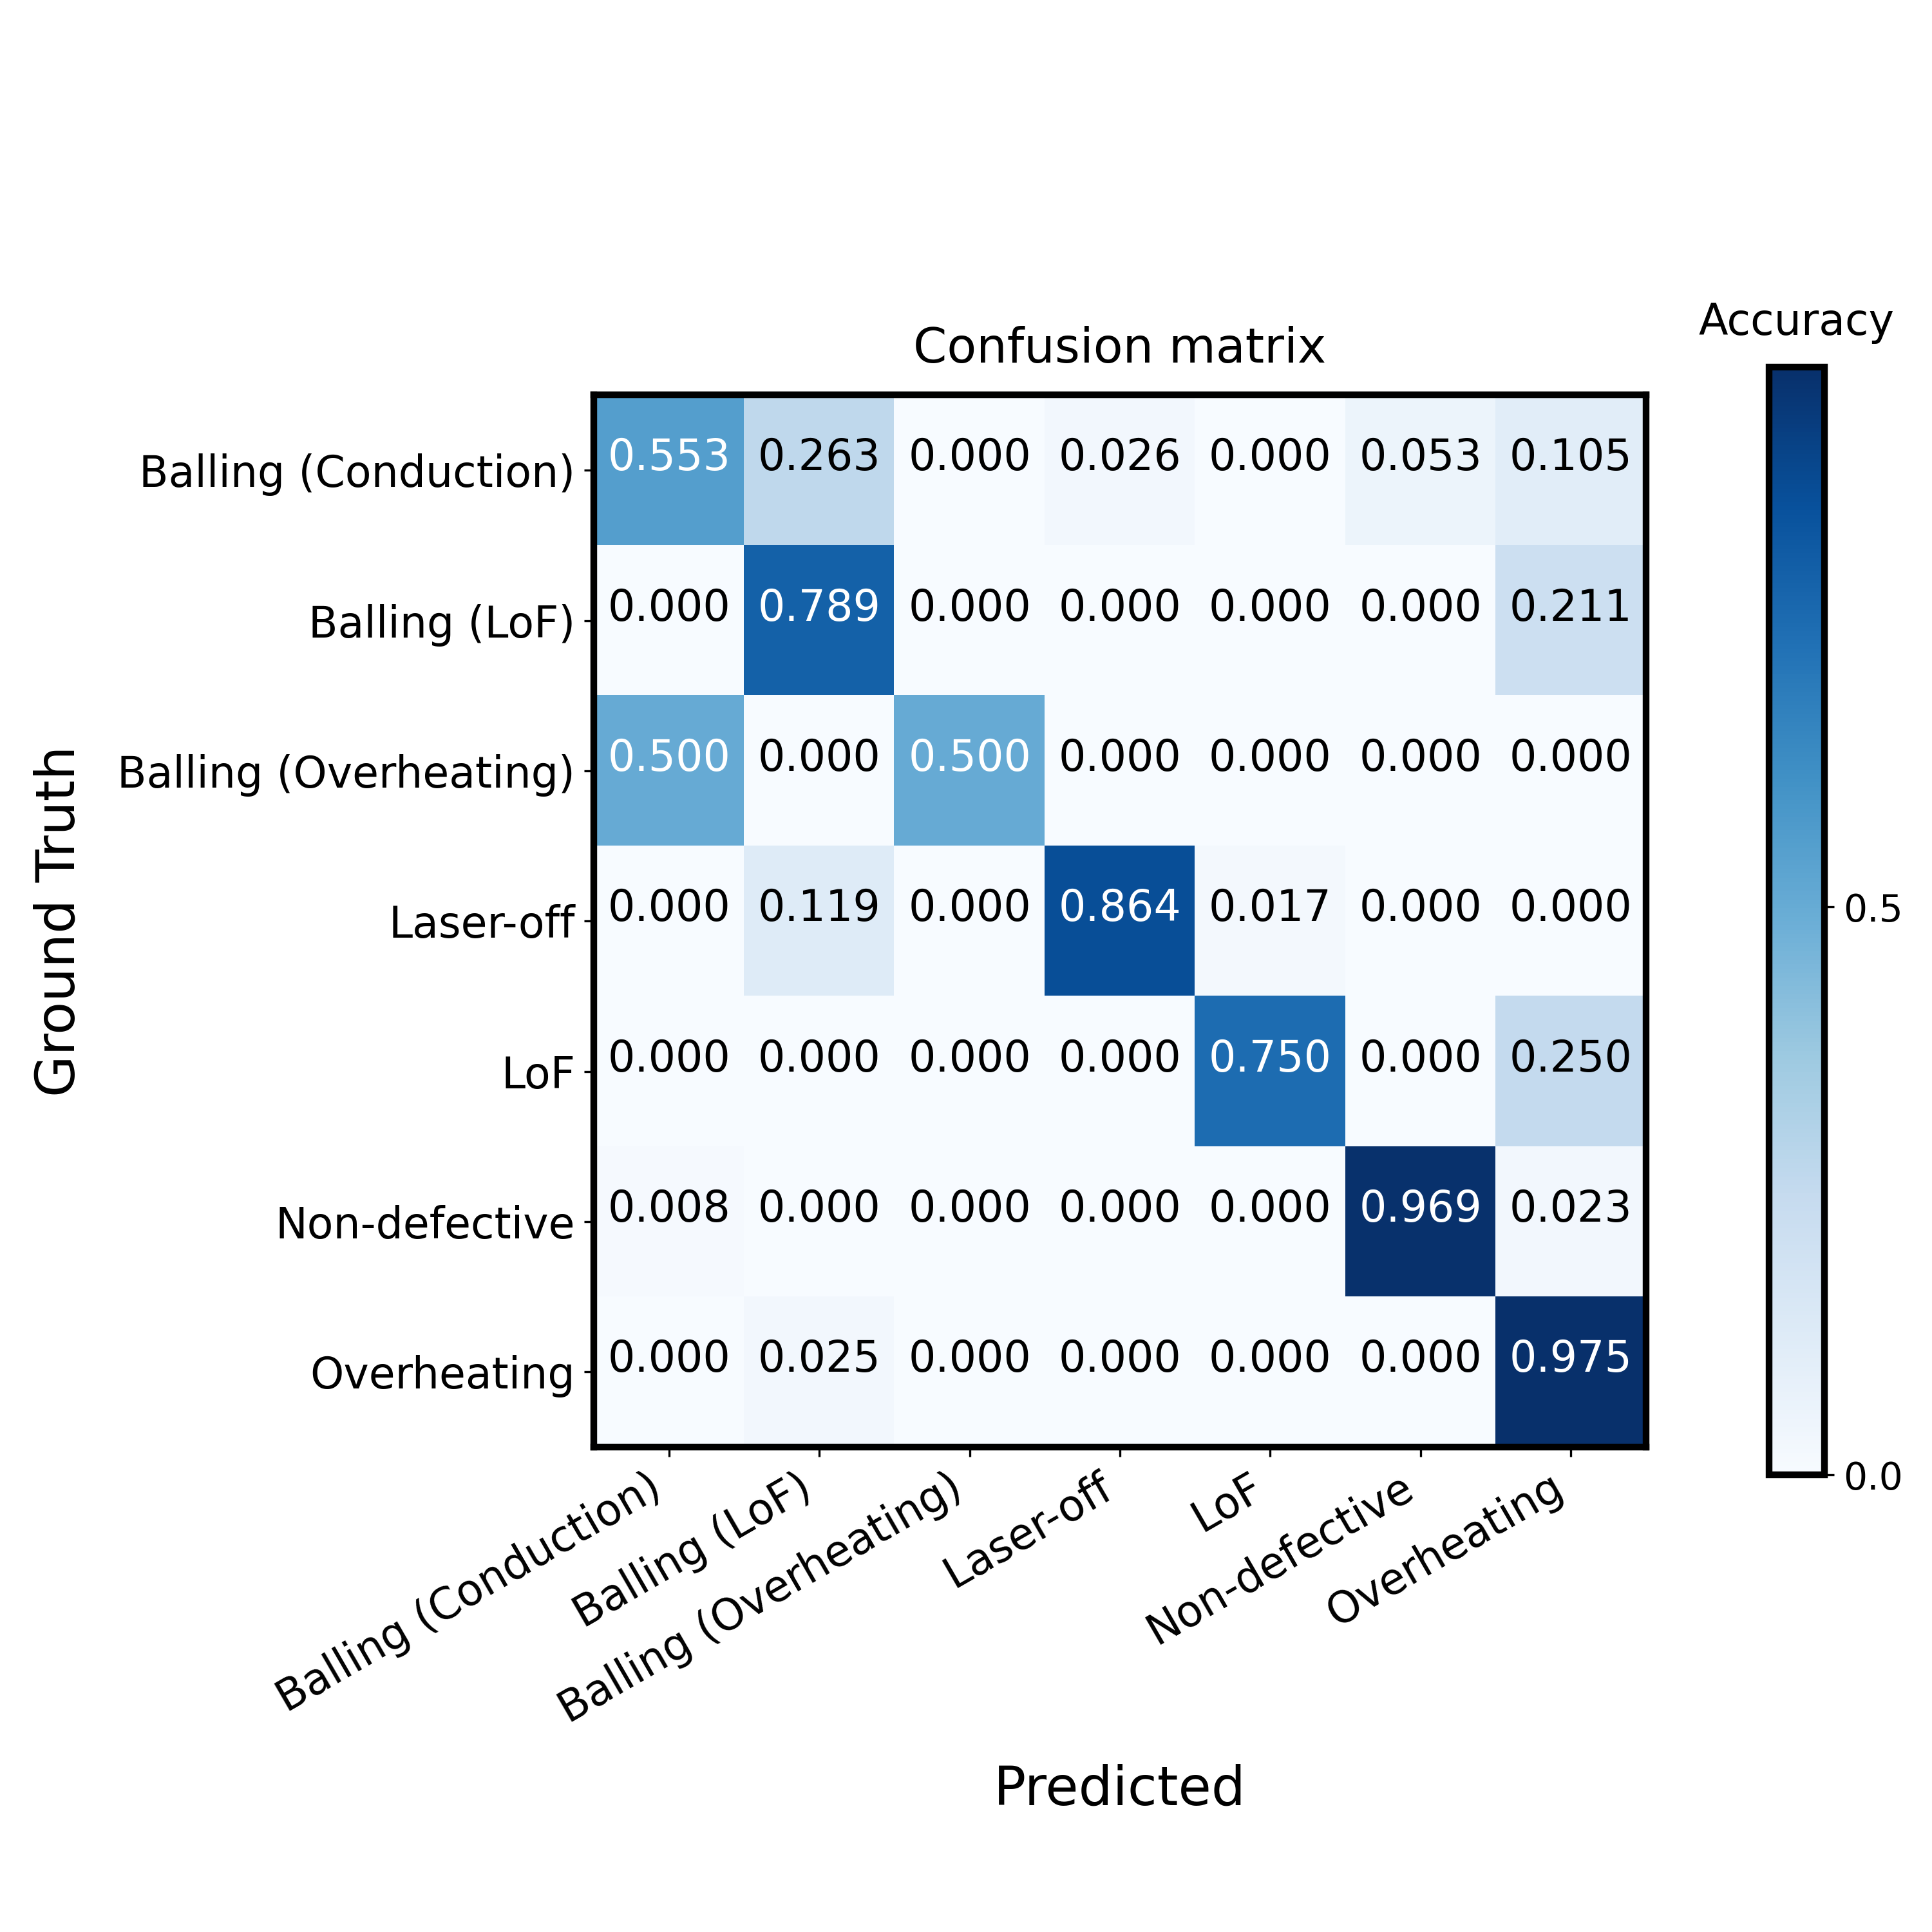 Accuracy
Confusion matrix
Balling (Conduction) 0.553 0.263 0.000 0.026 0.000 0.053 0.105
Balling (LoF) 0.000 0.789 0.000 0.000 0.000 0.000 0.211
Balling (Overheating) 0.500 0.000 0.500 0.000 0.000 0.000 0.000
Laser-off 0.000 0.119 0.000 0.864 0.017 0.000 0.000
LoF 0.000 0.000 0.000 0.000 0.750 0.000 0.250
Non-defective 0.008 0.000 0.000 0.000 0.000 0.969 0.023
Overheating 0.000 0.025 0.000 0.000 0.000 0.000 0.975
Ground Truth
0.5
0.0
Balling (Conduction)
Balling (LoF)
Balling (Overheating)
Laser-off
LoF
Non-defective
Overheating
Predicted